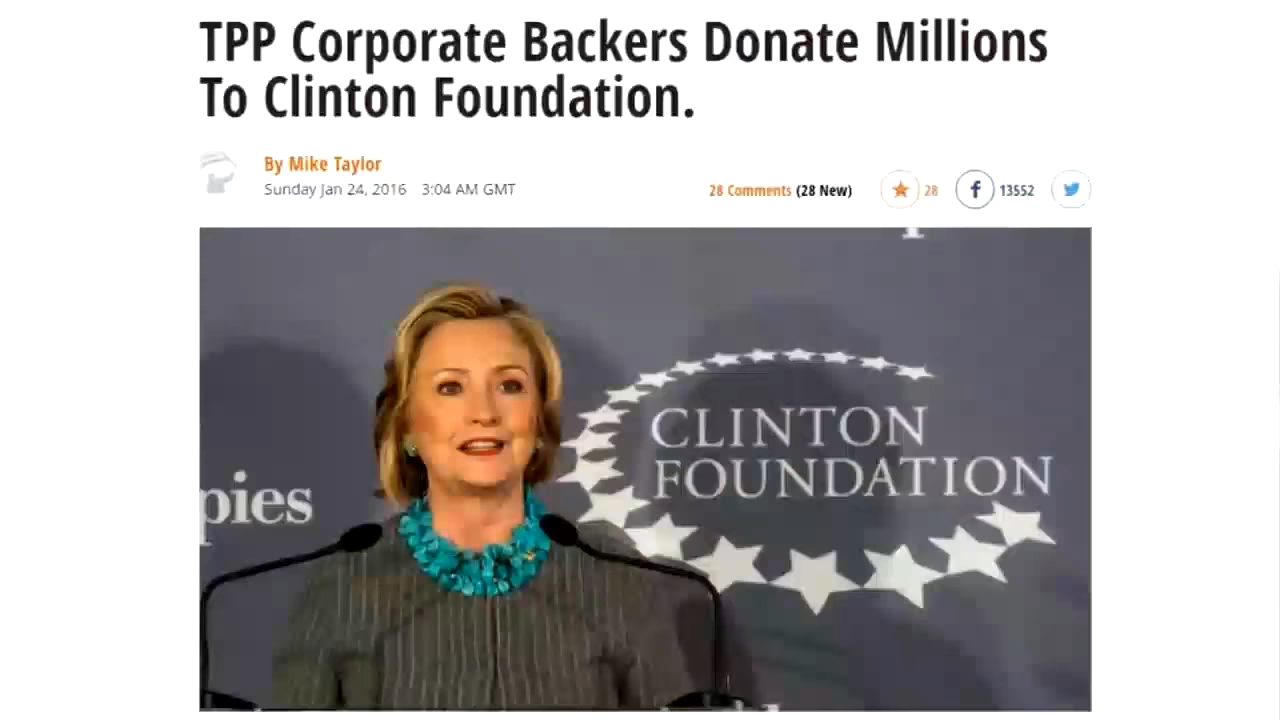 TPP Corporate Backers Donate Millions
To Clinton Foundation.
By Mike Taylor
Sunday Jan 24, 2016 3:04 AM GMT
28 Comments (28 New) 28 13552
CLINTON
FOUNDATION
pies